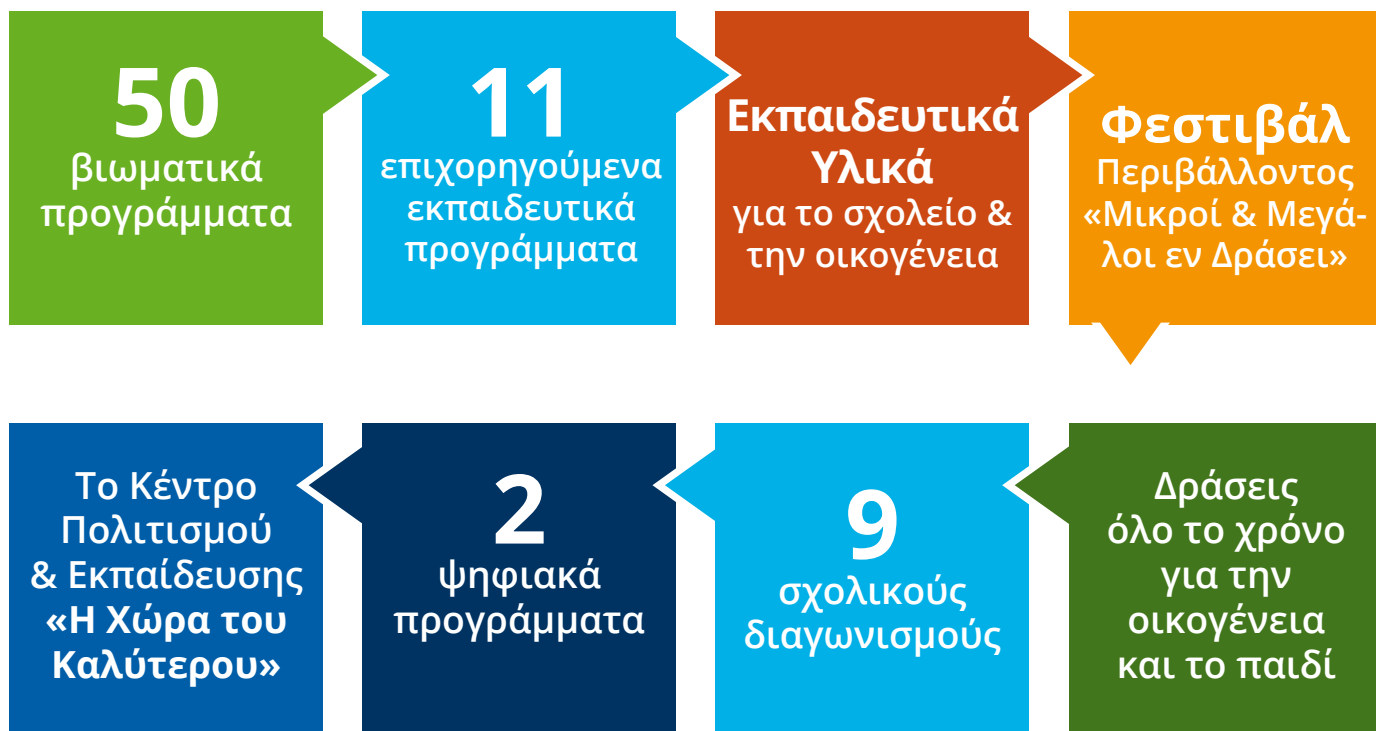 50
βιωματικά
προγράμματα
11
επιχορηγούμενα
εκπαιδευτικά
προγράμματα
Εκπαιδευτικά
Υλικά
για το σχολείο &
την οικογένεια
Φεστιβάλ
Περιβάλλοντος
«Μικροί & Μεγά-
λοι εν Δράσει»
Δράσεις
όλο το χρόνο
για την
οικογένεια
και το παιδί
9
σχολικούς
διαγωνισμούς
2
ψηφιακά
προγράμματα
Το Κέντρο
Πολιτισμού
& Εκπαίδευσης
«Η Χώρα του
Καλύτερου»